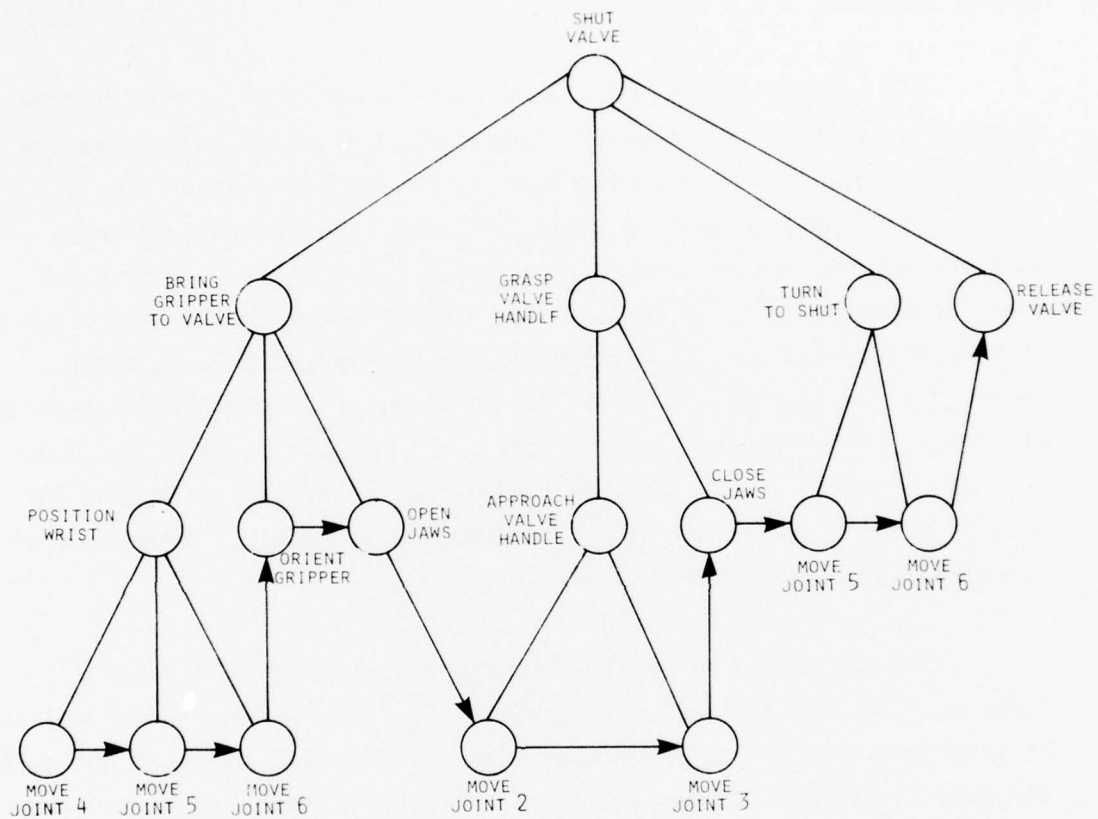 SHUT
VALVE
BRING
GRIPPER
TO VALVE
GRASP
VALVE
HANDLF
TURN
TO SHUT
RELEASE
VALVE
POSITION
WRIST
ORIENT
GRIPPER
OPEN
JAWS
APPROACH
VALVE
HANDLE
CLOSE
JAWS
MOVE
JOINT 5
MOVE
JOINT 6
MOVE
JOINT 4
MOVE
JOINT 5
MOVE
JOINT 6
MOVE
JOINT 2
MOVE
JOINT 3